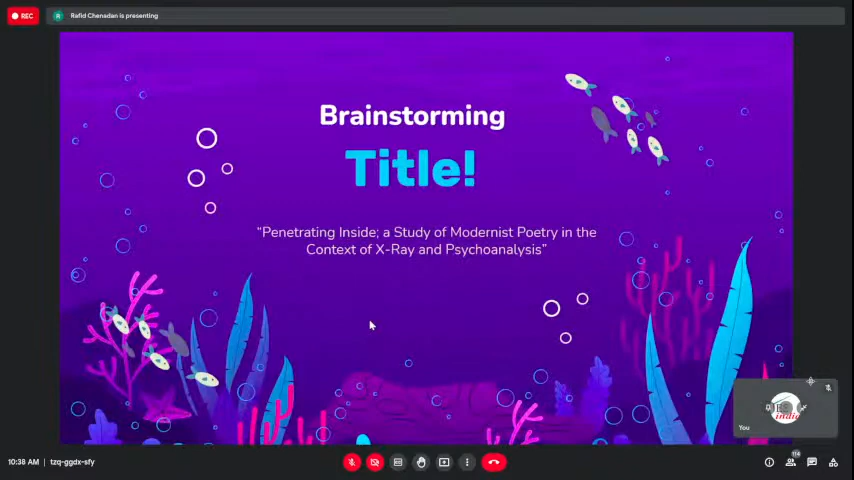 REC
R
Rafid Chenadan is presenting
Brainstorming
Title!
“Penetrating Inside; a Study of Modernist Poetry in the
Context of X-Ray and Psychoanalysis”
You
10:38 AM | tzq-ggdx-sfy
114